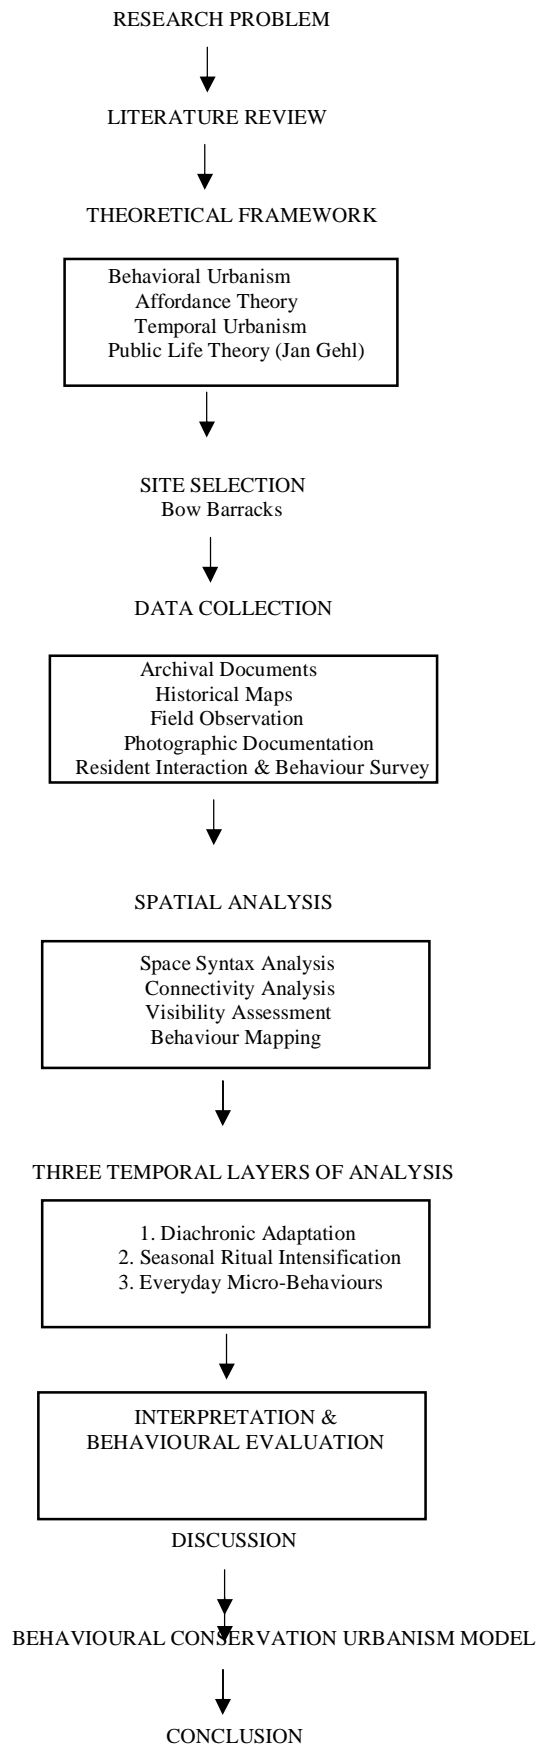 RESEARCH PROBLEM
LITERATURE REVIEW
THEORETICAL FRAMEWORK
Behavioral Urbanism
Affordance Theory
Temporal Urbanism
Public Life Theory (Jan Gehl)
SITE SELECTION
Bow Barracks
DATA COLLECTION
Archival Documents
Historical Maps
Field Observation
Photographic Documentation
Resident Interaction & Behaviour Survey
SPATIAL ANALYSIS
Space Syntax Analysis
Connectivity Analysis
Visibility Assessment
Behaviour Mapping
THREE TEMPORAL LAYERS OF ANALYSIS
1. Diachronic Adaptation
2. Seasonal Ritual Intensification
3. Everyday Micro-Behaviours
INTERPRETATION &
BEHAVIOURAL EVALUATION
DISCUSSION
BEHAVIOURAL CONSERVATION URBANISM MODEL
CONCLUSION